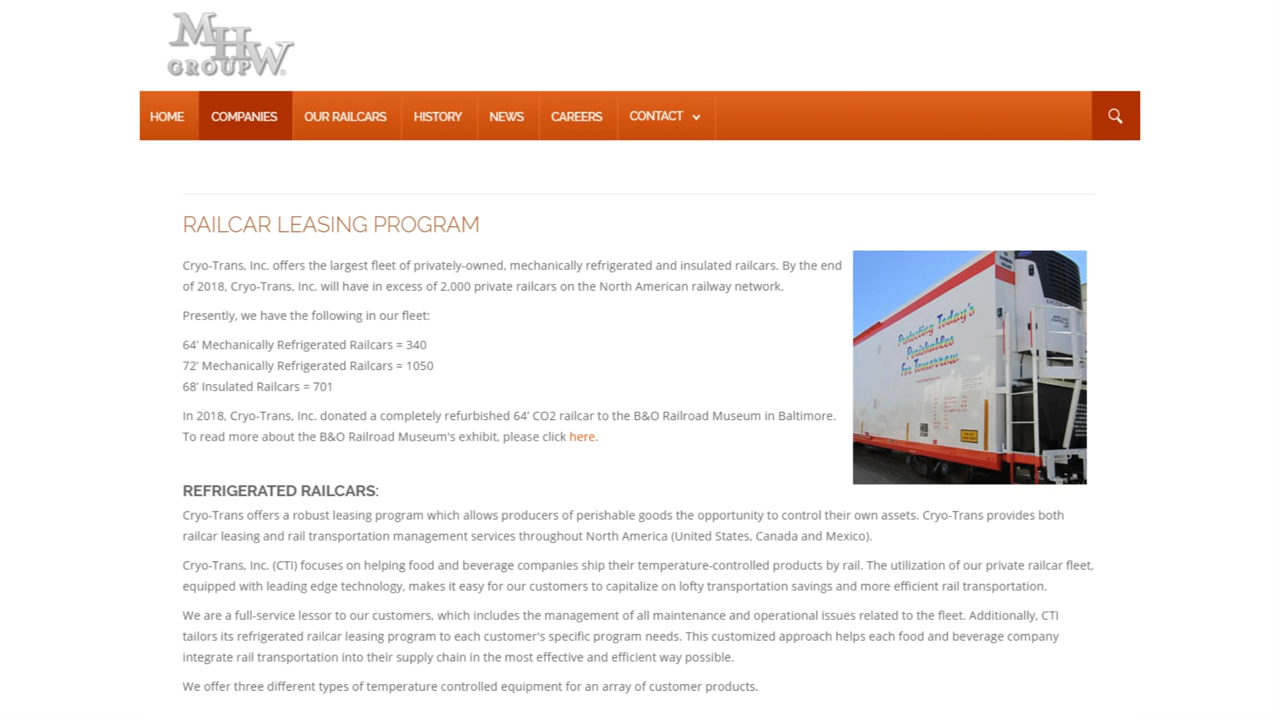 MHW
GROUP
HOME COMPANIES OUR RAILCARS HISTORY NEWS CAREERS CONTACT
RAILCAR LEASING PROGRAM
Cryo-Trans, Inc. offers the largest fleet of privately-owned, mechanically refrigerated and insulated railcars. By the end
of 2018, Cryo-Trans, Inc. will have in excess of 2,000 private railcars on the North American railway network.
Presently, we have the following in our fleet:
64’ Mechanically Refrigerated Railcars = 340
72’ Mechanically Refrigerated Railcars = 1050
68’ Insulated Railcars = 701
In 2018, Cryo-Trans, Inc. donated a completely refurbished 64’ CO2 railcar to the B&O Railroad Museum in Baltimore.
To read more about the B&O Railroad Museum's exhibit, please click here.
Protecting Today's
Perishables
For Tomorrow
REFRIGERATED RAILCARS:
Cryo-Trans offers a robust leasing program which allows producers of perishable goods the opportunity to control their own assets. Cryo-Trans provides both
railcar leasing and rail transportation management services throughout North America (United States, Canada and Mexico).
Cryo-Trans, Inc. (CTI) focuses on helping food and beverage companies ship their temperature-controlled products by rail. The utilization of our private railcar fleet,
equipped with leading edge technology, makes it easy for our customers to capitalize on lofty transportation savings and more efficient rail transportation.
We are a full-service lessor to our customers, which includes the management of all maintenance and operational issues related to the fleet. Additionally, CTI
tailors its refrigerated railcar leasing program to each customer's specific program needs. This customized approach helps each food and beverage company
integrate rail transportation into their supply chain in the most effective and efficient way possible.
We offer three different types of temperature controlled equipment for an array of customer products.